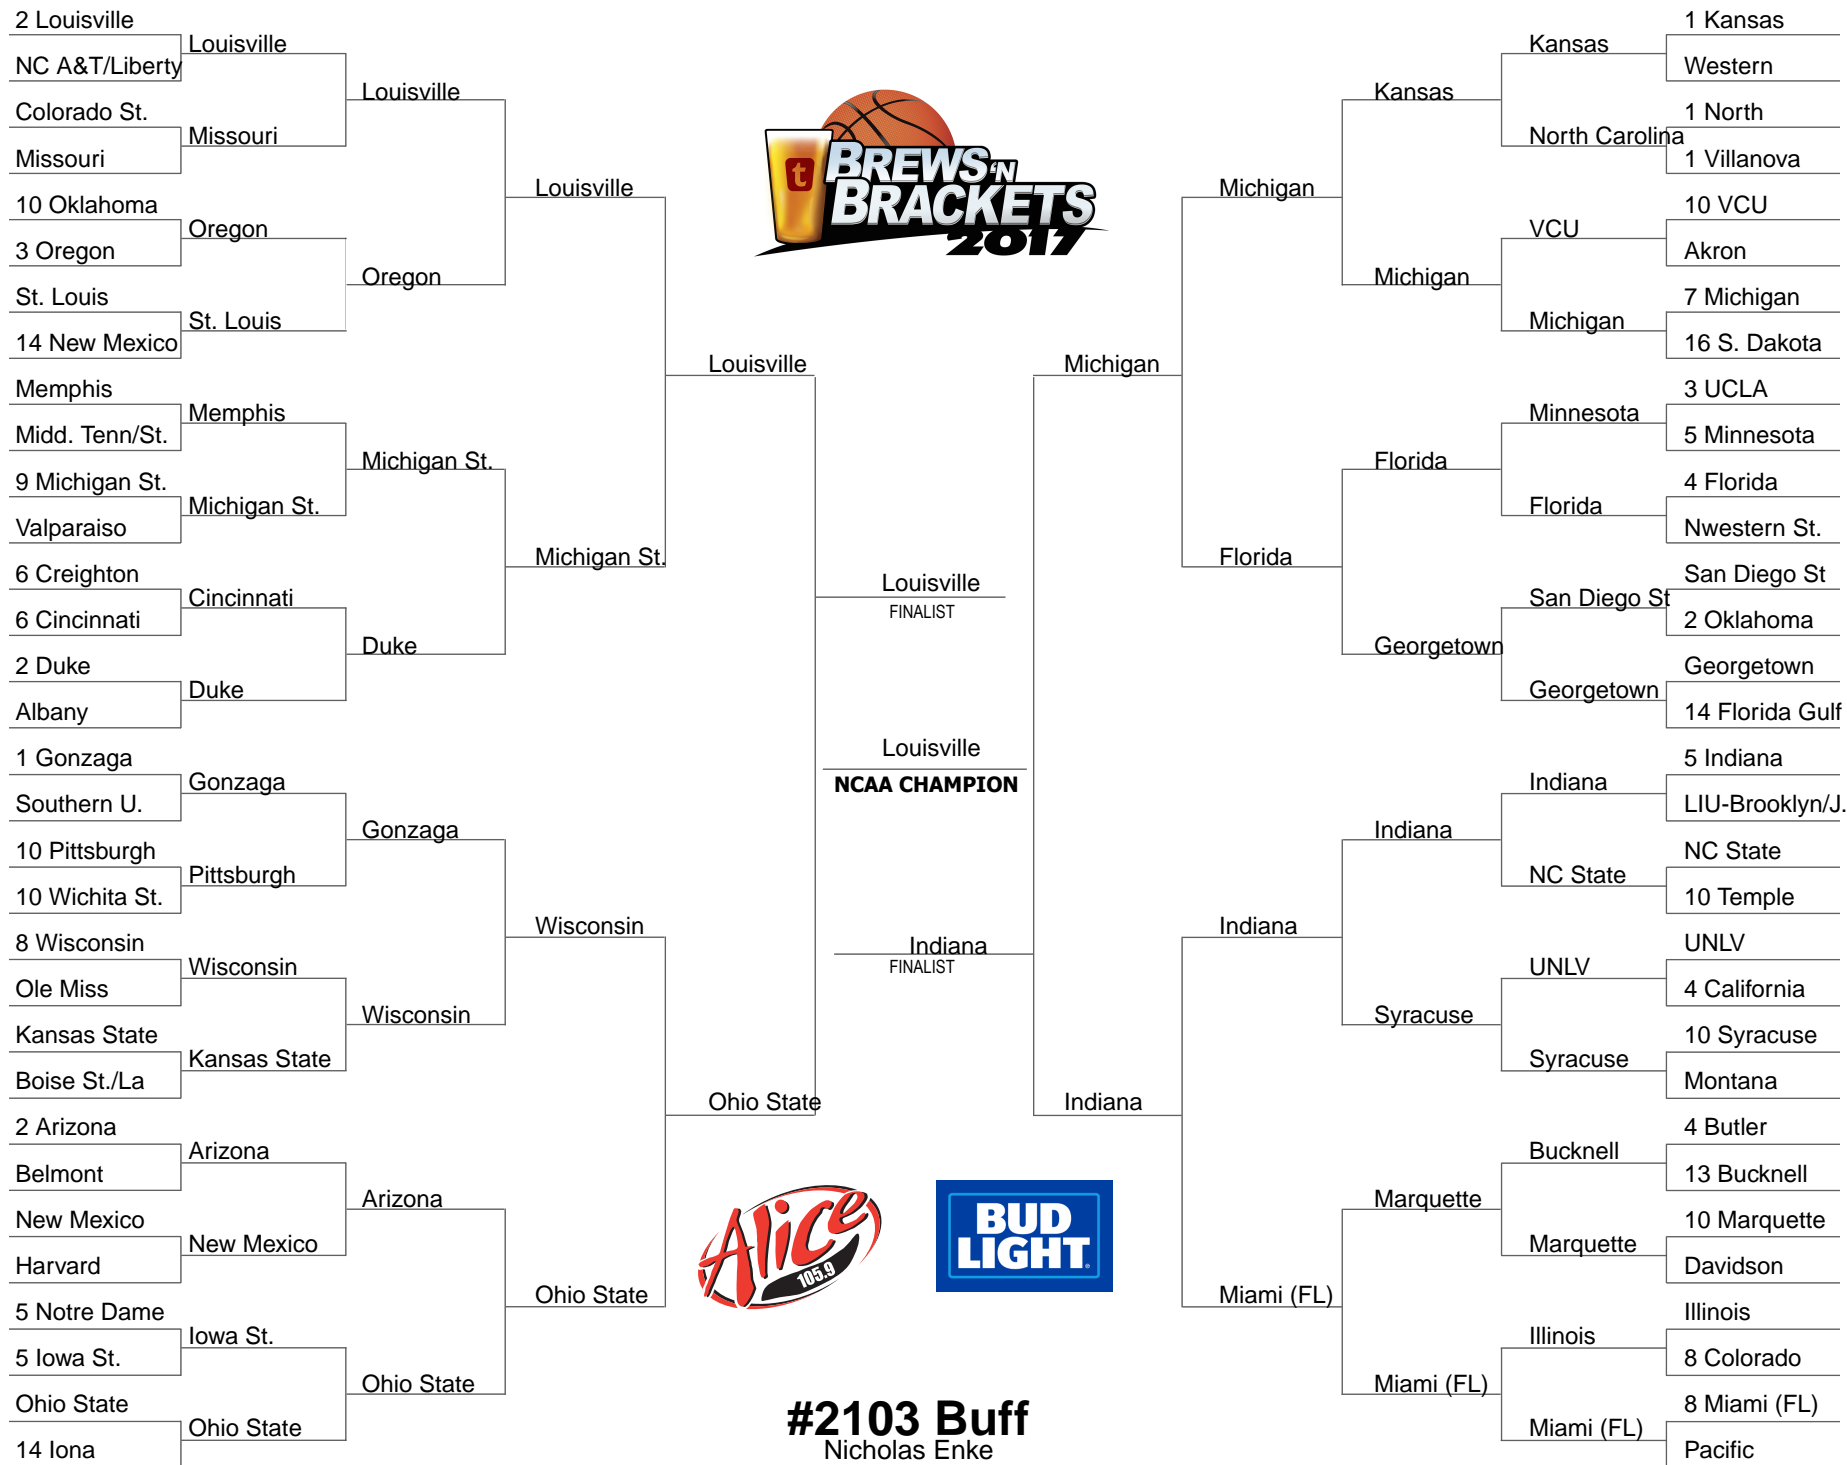 2 Louisville
NC A&T/Liberty
Colorado St.
Missouri
10 Oklahoma
3 Oregon
St. Louis
14 New Mexico
Memphis
Midd. Tenn/St.
9 Michigan St.
Valparaiso
6 Creighton
6 Cincinnati
2 Duke
Albany
1 Gonzaga
Southern U.
10 Pittsburgh
10 Wichita St.
8 Wisconsin
Ole Miss
Kansas State
Boise St./La
2 Arizona
Belmont
New Mexico
Harvard
5 Notre Dame
5 Iowa St.
Ohio State
14 Iona
Louisville
Missouri
Oregon
St. Louis
Memphis
Michigan St.
Cincinnati
Duke
Gonzaga
Pittsburgh
Wisconsin
Kansas State
Arizona
New Mexico
Iowa St.
Ohio State
Louisville
Oregon
Michigan St.
Duke
Gonzaga
Wisconsin
Arizona
Ohio State
Louisville
Michigan St.
Wisconsin
Ohio State
Louisville
Ohio State
t
BREWS 'N
BRACKETS
2017
Louisville
FINALIST
Louisville
NCAA CHAMPION
Indiana
FINALIST
Alice
105.9
BUD
LIGHT
#2103 Buff
Nicholas Enke
Michigan
Indiana
Michigan
Florida
Indiana
Miami (FL)
Kansas
Michigan
Florida
Georgetown
Indiana
Syracuse
Marquette
Miami (FL)
Kansas
North Carolina
VCU
Michigan
Minnesota
Florida
San Diego St
Georgetown
Indiana
NC State
UNLV
Syracuse
Bucknell
Marquette
Illinois
Miami (FL)
1 Kansas
Western
1 North
1 Villanova
10 VCU
Akron
7 Michigan
16 S. Dakota
3 UCLA
5 Minnesota
4 Florida
Nwestern St.
San Diego St
2 Oklahoma
Georgetown
14 Florida Gulf
5 Indiana
LIU-Brooklyn/J.
NC State
10 Temple
UNLV
4 California
10 Syracuse
Montana
4 Butler
13 Bucknell
10 Marquette
Davidson
Illinois
8 Colorado
8 Miami (FL)
Pacific